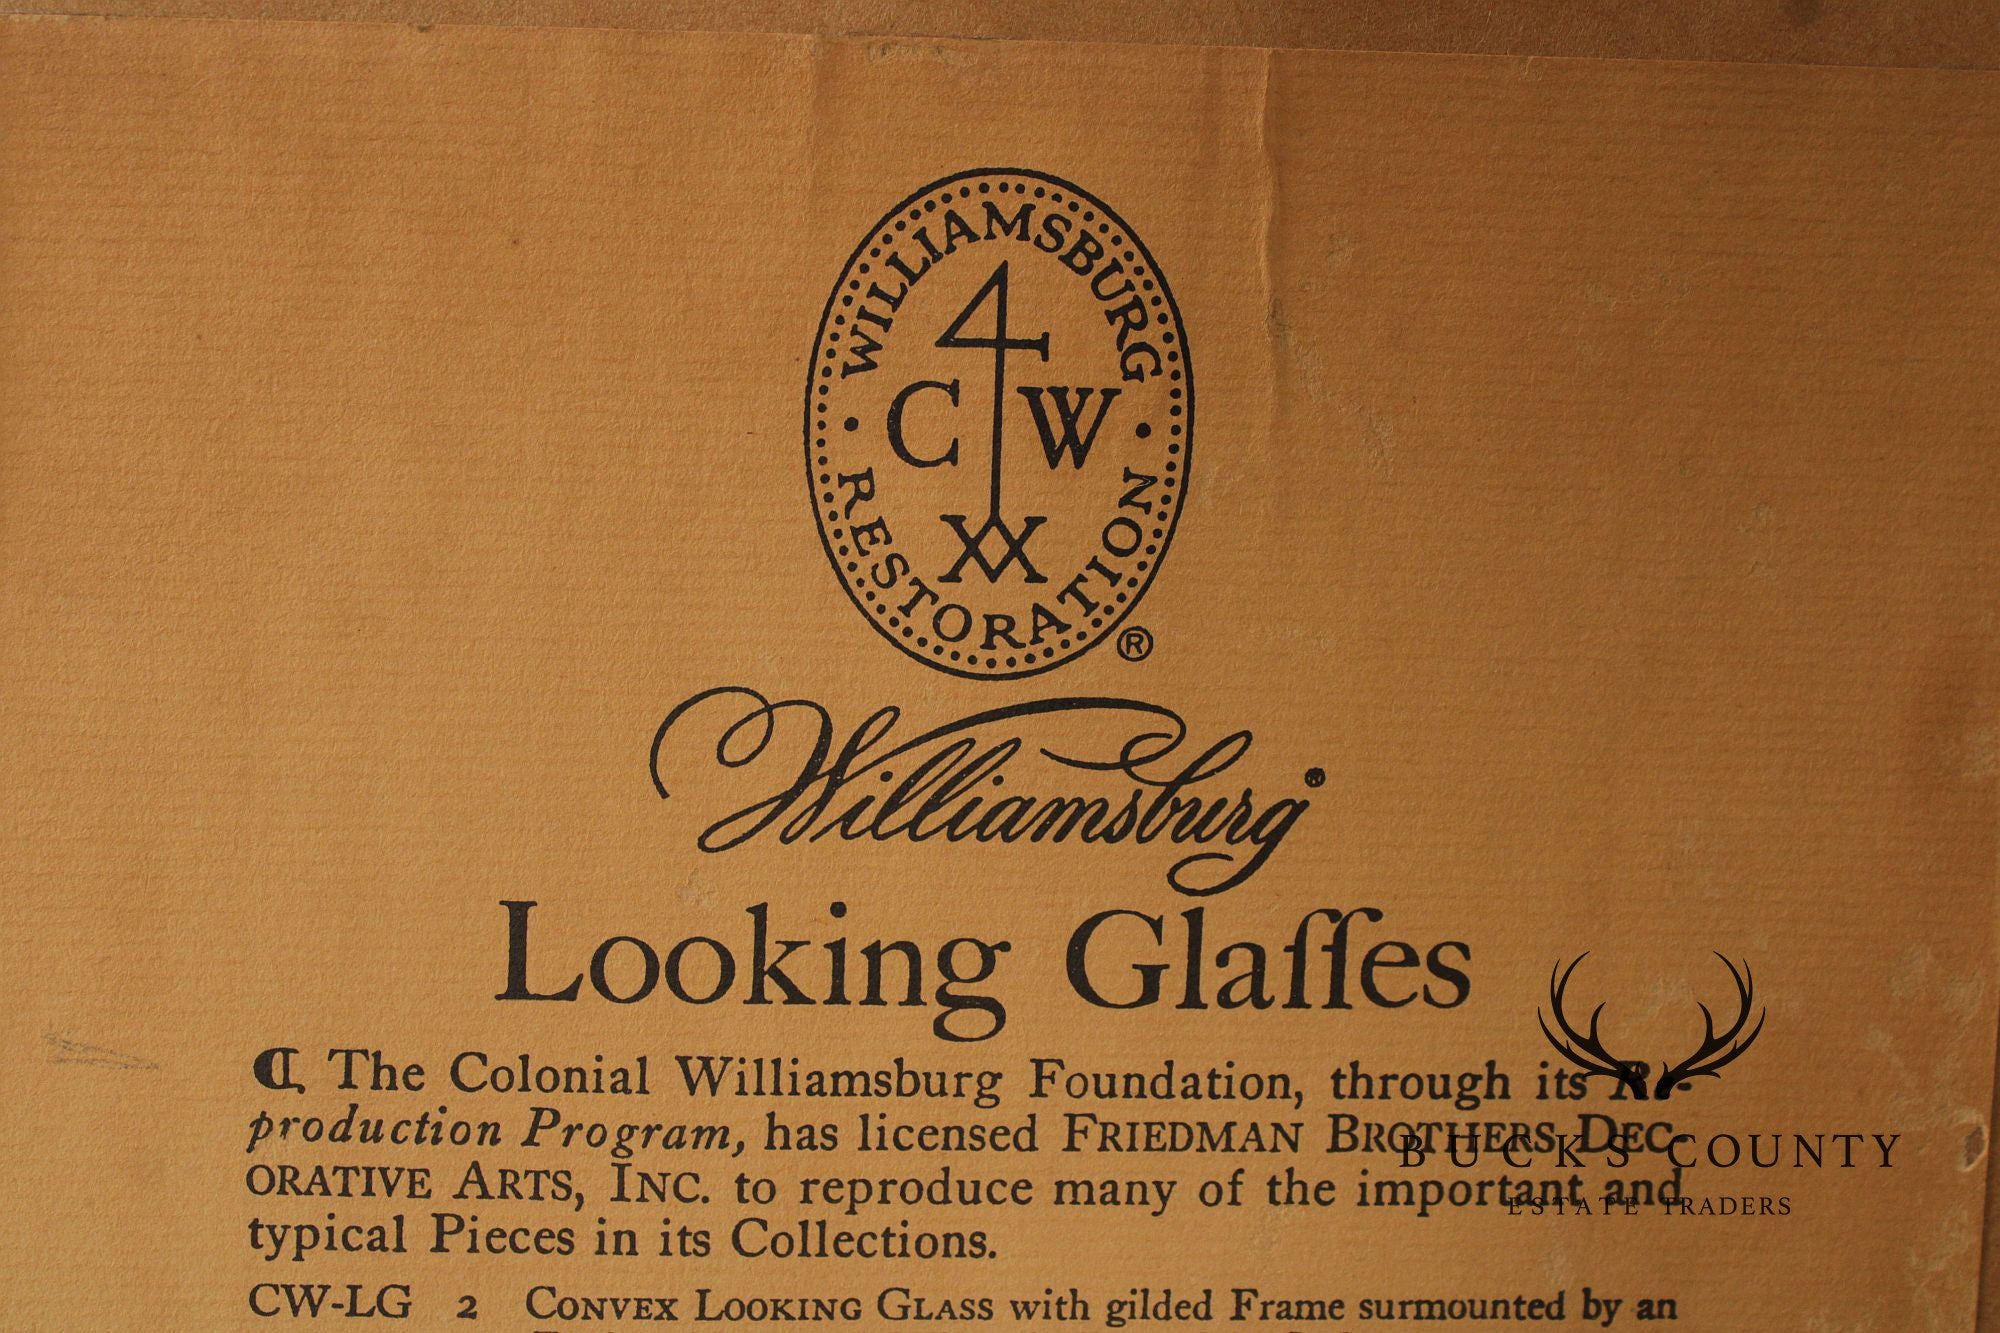 WILLIAMSBURG
4
C W
RESTORATION
®
Williamsburg®
Looking Glaſſes
The Colonial Williamsburg Foundation, through its Re-
production Program, has licensed FRIEDMAN BROTHERS DEC-
ORATIVE ARTS, INC. to reproduce many of the important and
typical Pieces in its Collections.
CW-LG 2 CONVEX LOOKING GLASS with gilded Frame surmounted by an
BUCKS COUNTY
ESTATE TRADERS